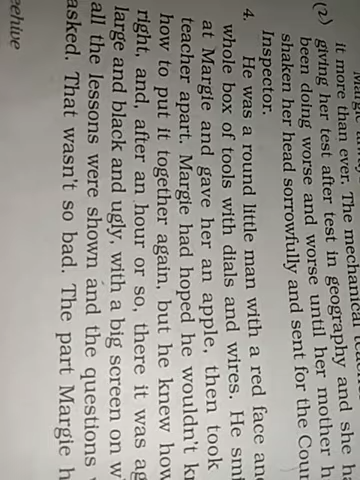 it more than ever. The mechanical
giving her test after test in geography and she
been doing worse and worse until her mother
shaken her head sorrowfully and sent for the
Inspector.
4. He was a round little man with a red face
whole box of tools with dials and wires. He
at Margie and gave her an apple, then took
teacher apart. Margie had hoped he wouldn't
how to put it together again, but he knew how
right, and, after an hour or so, there it was
large and black and ugly, with a big screen on
all the lessons were shown and the questions
asked. That wasn't so bad. The part Margie
(2)
eehive